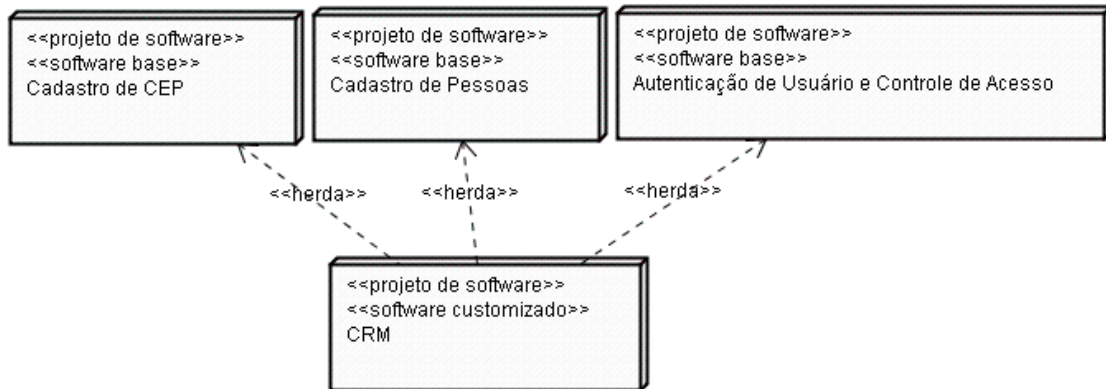 <<projeto de software>>
<<software base>>
Cadastro de CEP
<<projeto de software>>
<<software base>>
Cadastro de Pessoas
<<projeto de software>>
<<software base>>
Autenticação de Usuário e Controle de Acesso
<<herda>>
<<herda>>
<<herda>>
<<projeto de software>>
<<software customizado>>
CRM